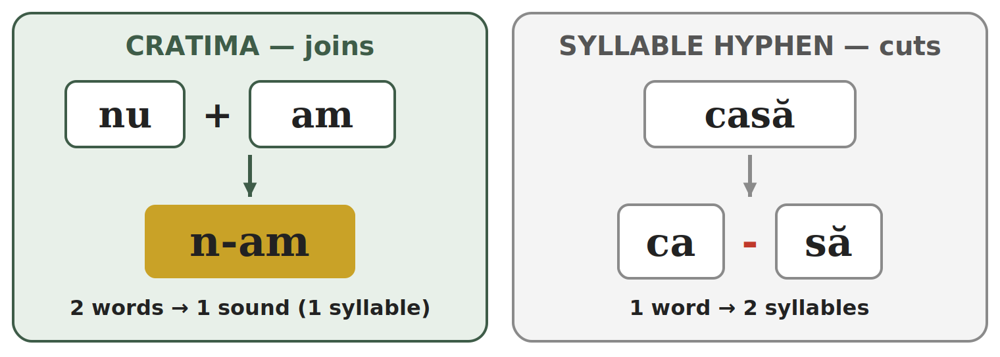 CRATIMA — joins
nu + am
n-am
2 words → 1 sound (1 syllable)
SYLLABLE HYPHEN — cuts
casă
ca - să
1 word → 2 syllables